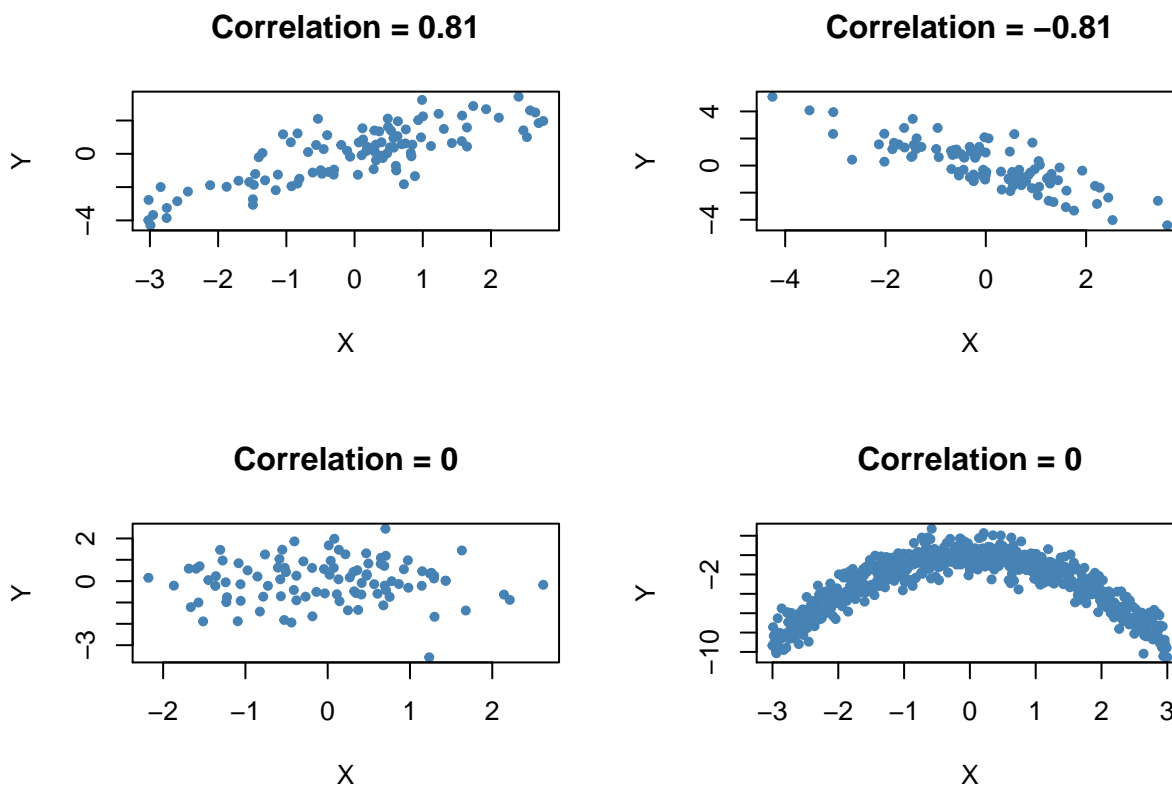 Correlation = 0.81
Y
0
−4
−3 −2 −1 0 1 2
X
Correlation = −0.81
Y
4
0
−4
−4 −2 0 2
X
Correlation = 0
Y
2
0
−3
−2 −1 0 1 2
X
Correlation = 0
Y
−2
−10
−3 −2 −1 0 1 2 3
X